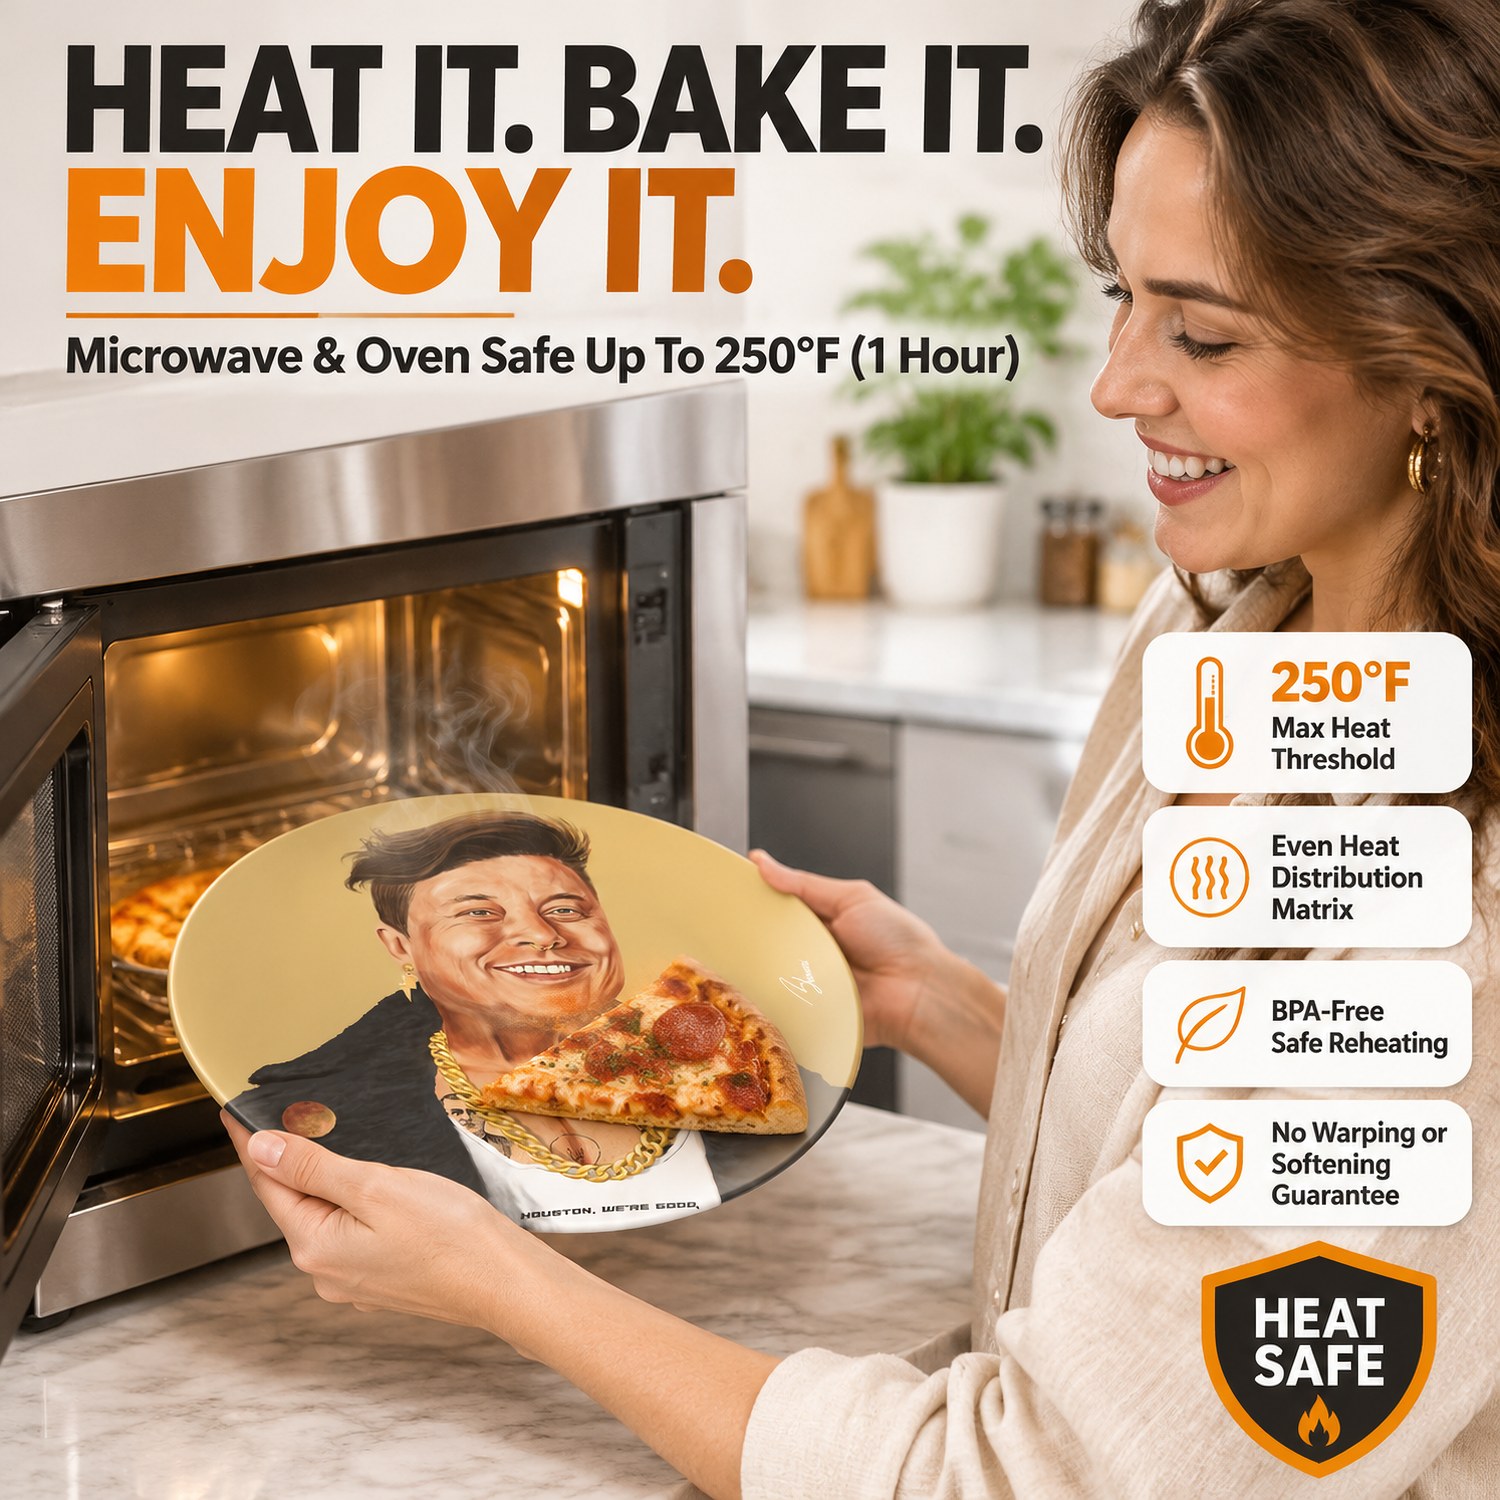 HEAT IT. BAKE IT.
ENJOY IT.
Microwave & Oven Safe Up To 250°F (1 Hour)
250°F
Max Heat
Threshold
Even Heat
Distribution
Matrix
BPA-Free
Safe Reheating
No Warping or
Softening
Guarantee
HOUSTON, WE'RE GOOD,
HEAT
SAFE